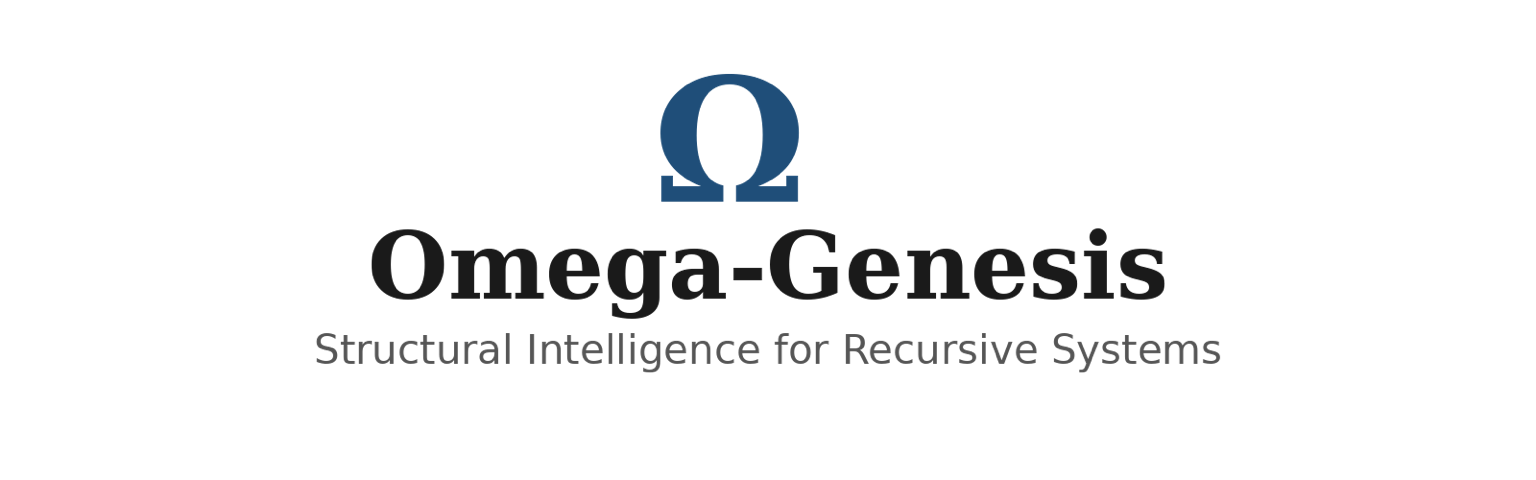 Ω
Omega-Genesis
Structural Intelligence for Recursive Systems